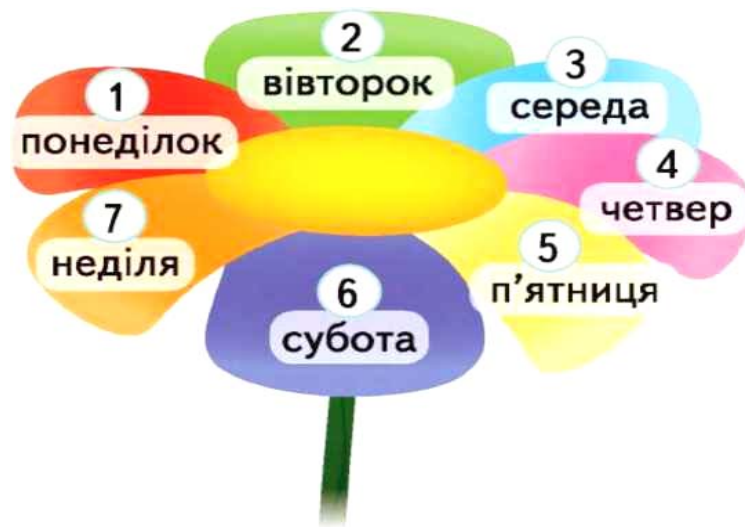 1
понеділок
2
вівторок
3
середа
4
четвер
5
п'ятниця
6
субота
7
неділя